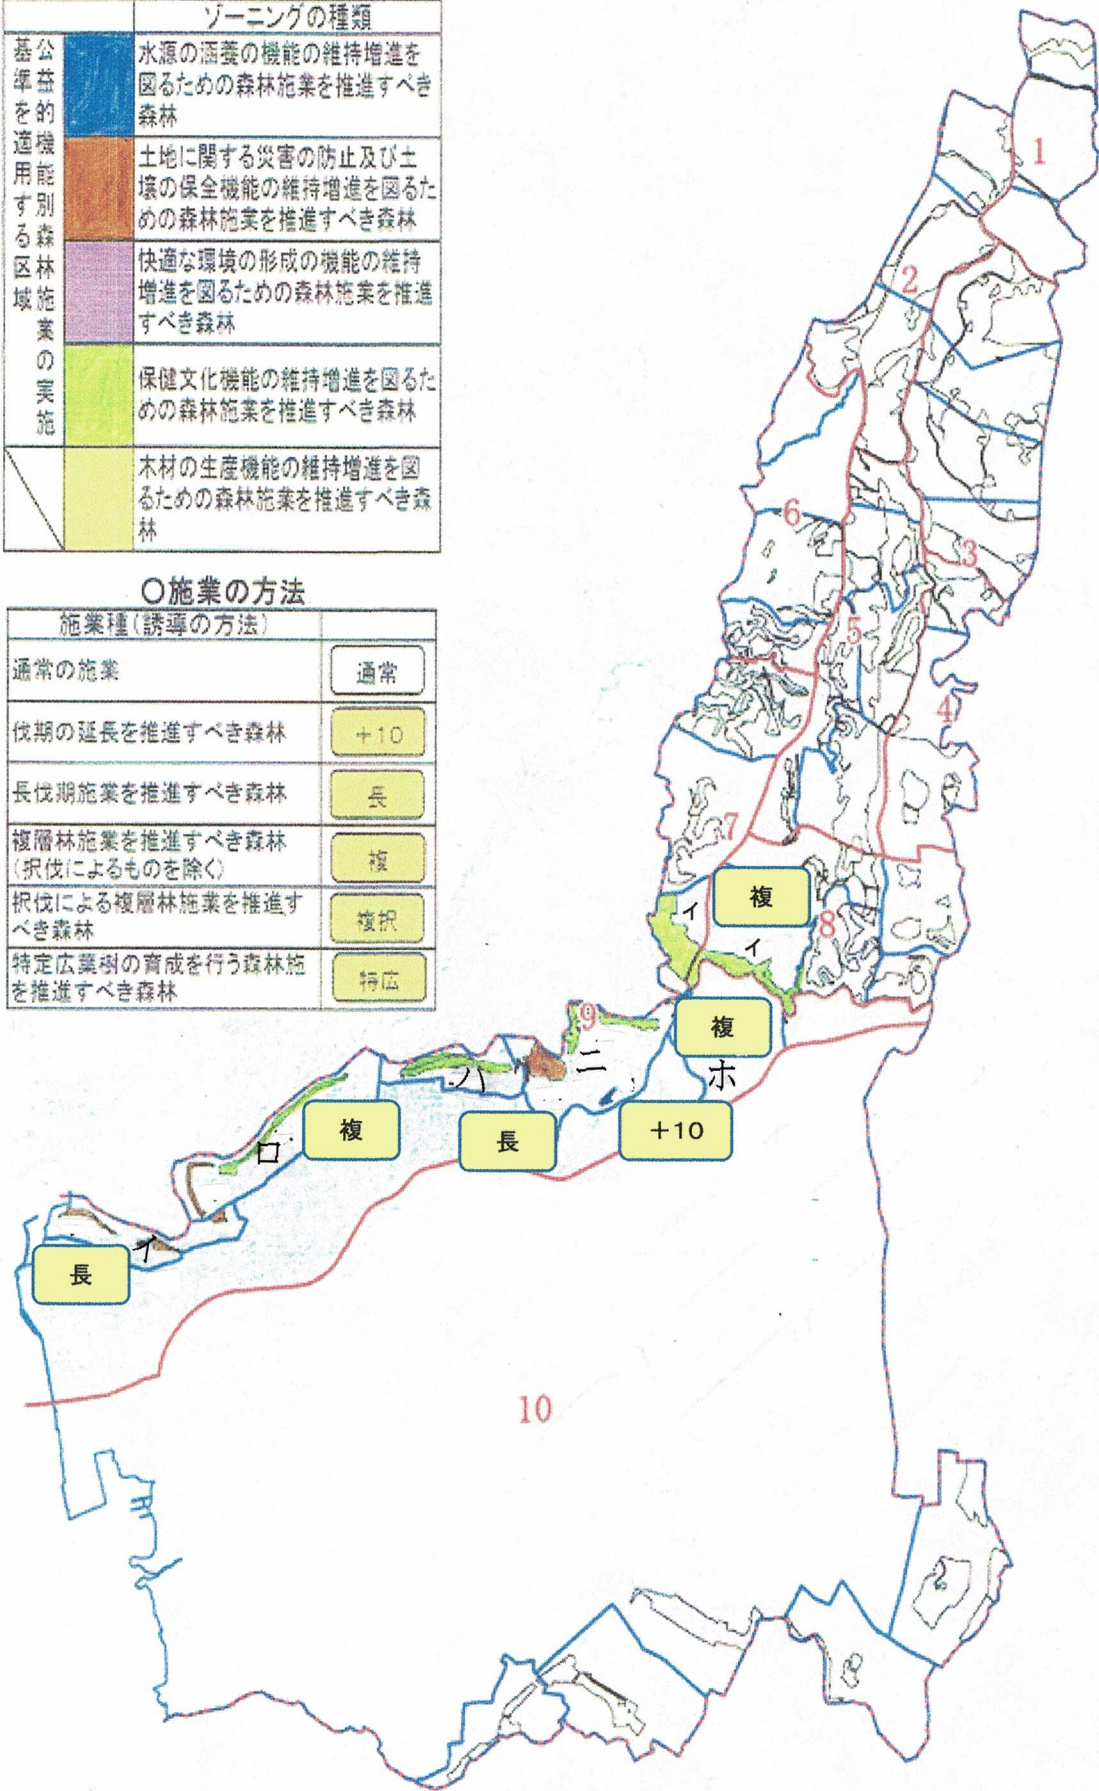 ゾーニングの種類
公益的機能別森林施業の実施
基準を適用する区域
水源の涵養の機能の維持増進を
図るための森林施業を推進すべき
森林
土地に関する災害の防止及び土
壌の保全機能の維持増進を図るた
めの森林施業を推進すべき森林
快適な環境の形成の機能の維持
増進を図るための森林施業を推進
すべき森林
保健文化機能の維持増進を図るた
めの森林施業を推進すべき森林
木材の生産機能の維持増進を図
るための森林施業を推進すべき森
林
〇施業の方法
施業種(誘導の方法)
通常の施業
通常
伐期の延長を推進すべき森林
+10
長伐期施業を推進すべき森林
長
複層林施業を推進すべき森林
(択伐によるものを除く)
複
択伐による複層林施業を推進す
べき森林
複択
特定広葉樹の育成を行う森林施
を推進すべき森林
特広
1
2
3
4
5
6
7
8
イ
複
イ
9
複
ニ
ハ
ホ
複
長
+10
ロ
イ
長
10